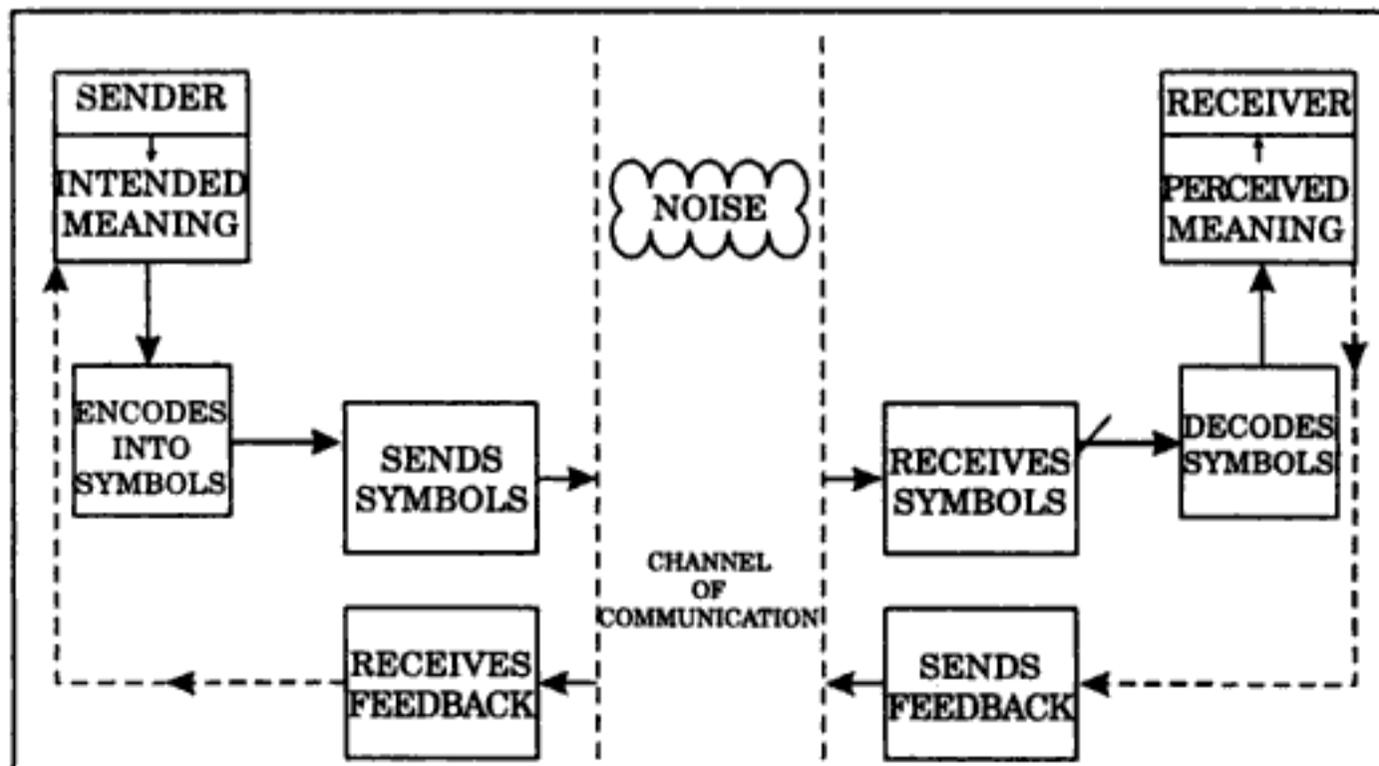 SENDER
INTENDED
MEANING
ENCODES
INTO
SYMBOLS
SENDS
SYMBOLS
NOISE
CHANNEL
OF
COMMUNICATION
RECEIVES
SYMBOLS
DECODES
SYMBOLS
RECEIVER
PERCEIVED
MEANING
SENDS
FEEDBACK
RECEIVES
FEEDBACK